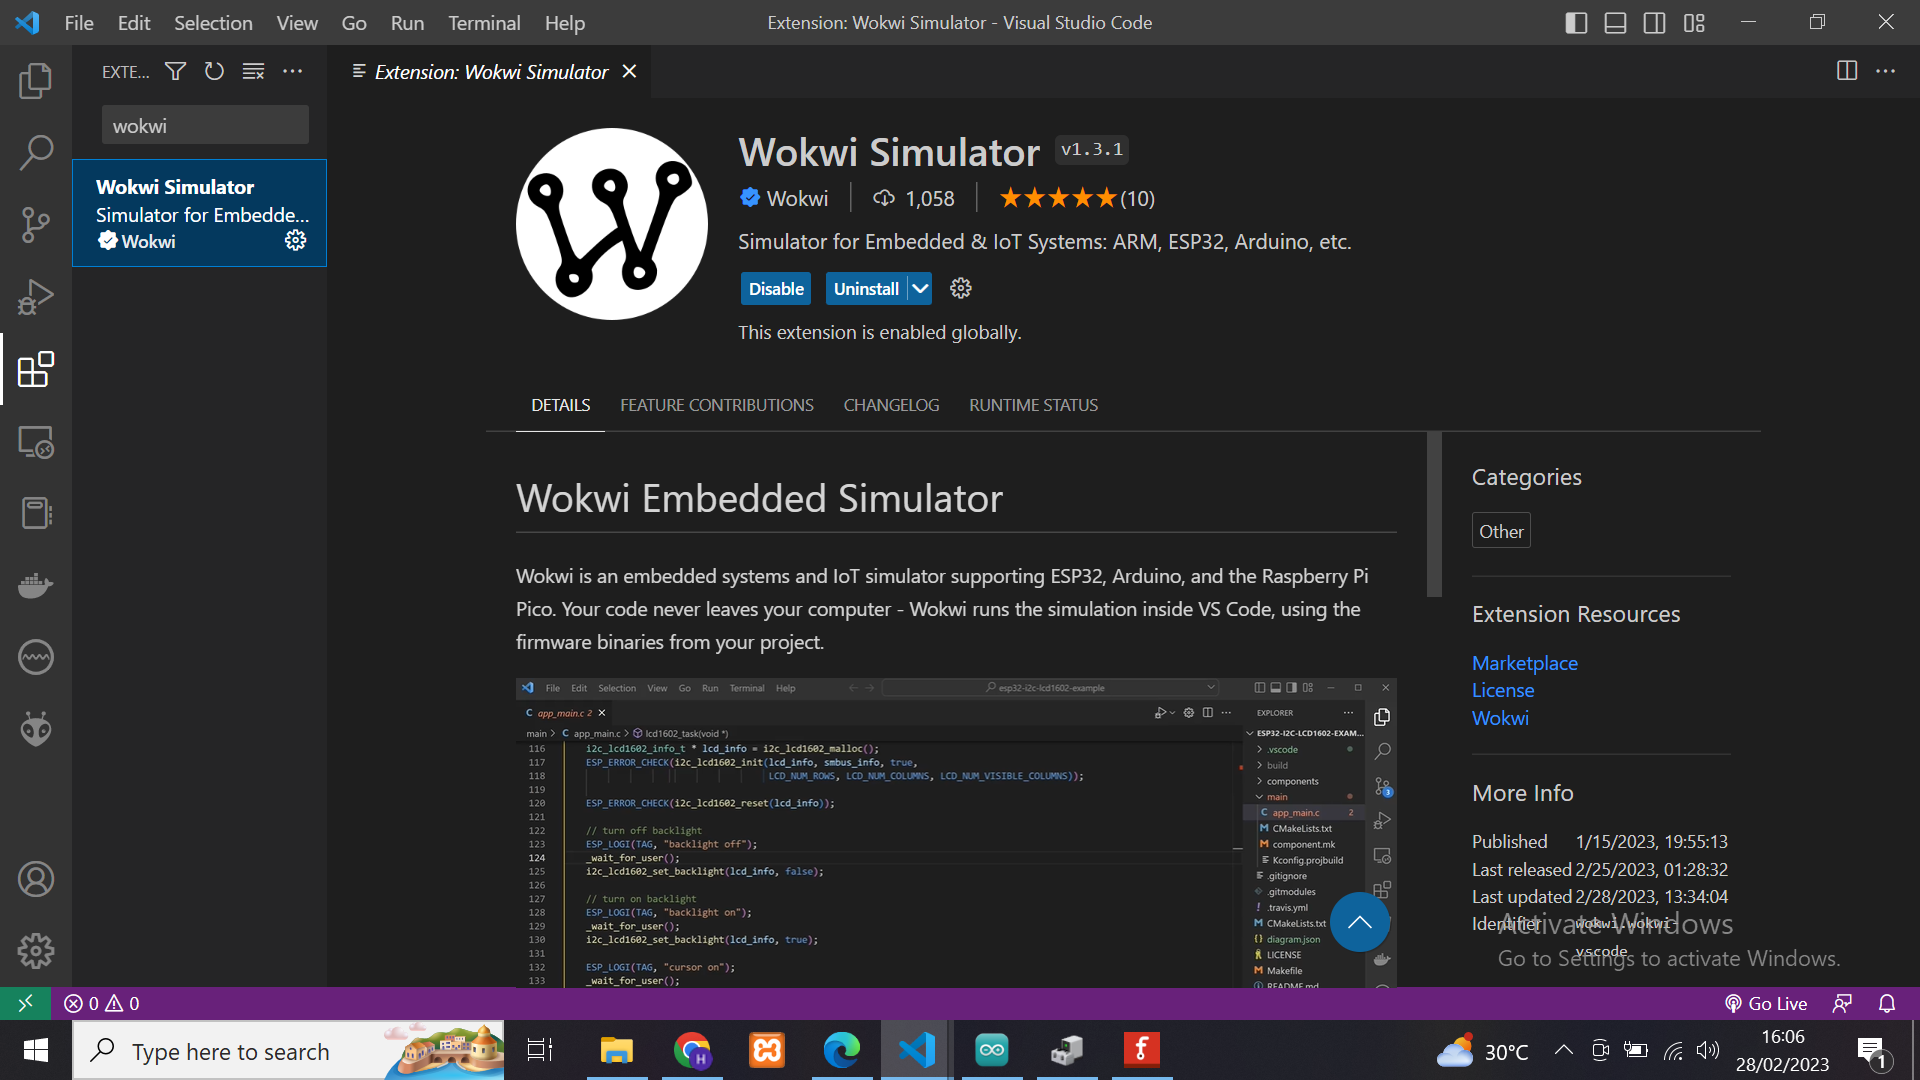 File Edit Selection View Go Run Terminal Help
Extension: Wokwi Simulator - Visual Studio Code
EXTE...
Extension: Wokwi Simulator
wokwi
Wokwi Simulator
Simulator for Embedde...
Wokwi
Wokwi Simulator v1.3.1
Wokwi 1,058 (10)
Simulator for Embedded & IoT Systems: ARM, ESP32, Arduino, etc.
Disable Uninstall
This extension is enabled globally.
DETAILS FEATURE CONTRIBUTIONS CHANGELOG RUNTIME STATUS
Wokwi Embedded Simulator
Wokwi is an embedded systems and IoT simulator supporting ESP32, Arduino, and the Raspberry Pi
Pico. Your code never leaves your computer - Wokwi runs the simulation inside VS Code, using the
firmware binaries from your project.
File Edit Selection View Go Run Terminal Help
esp32-i2c-lcd1602-example
C app_main.c 2
main > C app_main.c > lcd1602_task(void *)
116 i2c_lcd1602_info_t * lcd_info = i2c_lcd1602_malloc();
117 ESP_ERROR_CHECK(i2c_lcd1602_init(lcd_info, smbus_info, true,
118 LCD_NUM_ROWS, LCD_NUM_COLUMNS, LCD_NUM_VISIBLE_COLUMNS));
119
120 ESP_ERROR_CHECK(i2c_lcd1602_reset(lcd_info));
121
122 // turn off backlight
123 ESP_LOGI(TAG, "backlight off");
124 _wait_for_user();
125 i2c_lcd1602_set_backlight(lcd_info, false);
126
127 // turn on backlight
128 ESP_LOGI(TAG, "backlight on");
129 _wait_for_user();
130 i2c_lcd1602_set_backlight(lcd_info, true);
131
132 ESP_LOGI(TAG, "cursor on");
133 _wait_for_user();
EXPLORER
ESP32-I2C-LCD1602-EXAM...
.vscode
build
components
main
C app_main.c 2
CMakeLists.txt
component.mk
Kconfig.projbuild
.gitignore
.gitmodules
.travis.yml
CMakeLists.txt
diagram.json
LICENSE
Makefile
README.md
3
Categories
Other
Extension Resources
Marketplace
License
Wokwi
More Info
Published 1/15/2023, 19:55:13
Last released 2/25/2023, 01:28:32
Last updated 2/28/2023, 13:34:04
Identifier wokwi.wokwi-
vscode
Activate Windows
Go to Settings to activate Windows.
0 0
Go Live
Type here to search
H
30°C
16:06
28/02/2023
1